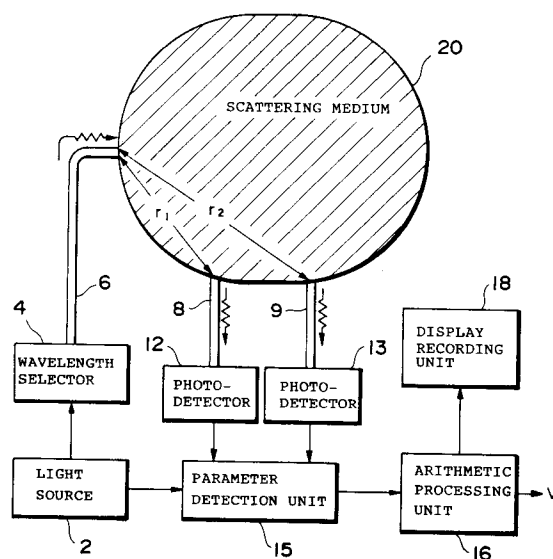 20
SCATTERING MEDIUM
r1
r2
6
8
9
4
WAVELENGTH
SELECTOR
12
PHOTO-
DETECTOR
13
PHOTO-
DETECTOR
18
DISPLAY
RECORDING
UNIT
LIGHT
SOURCE
2
PARAMETER
DETECTION UNIT
15
ARITHMETIC
PROCESSING
UNIT
16
V